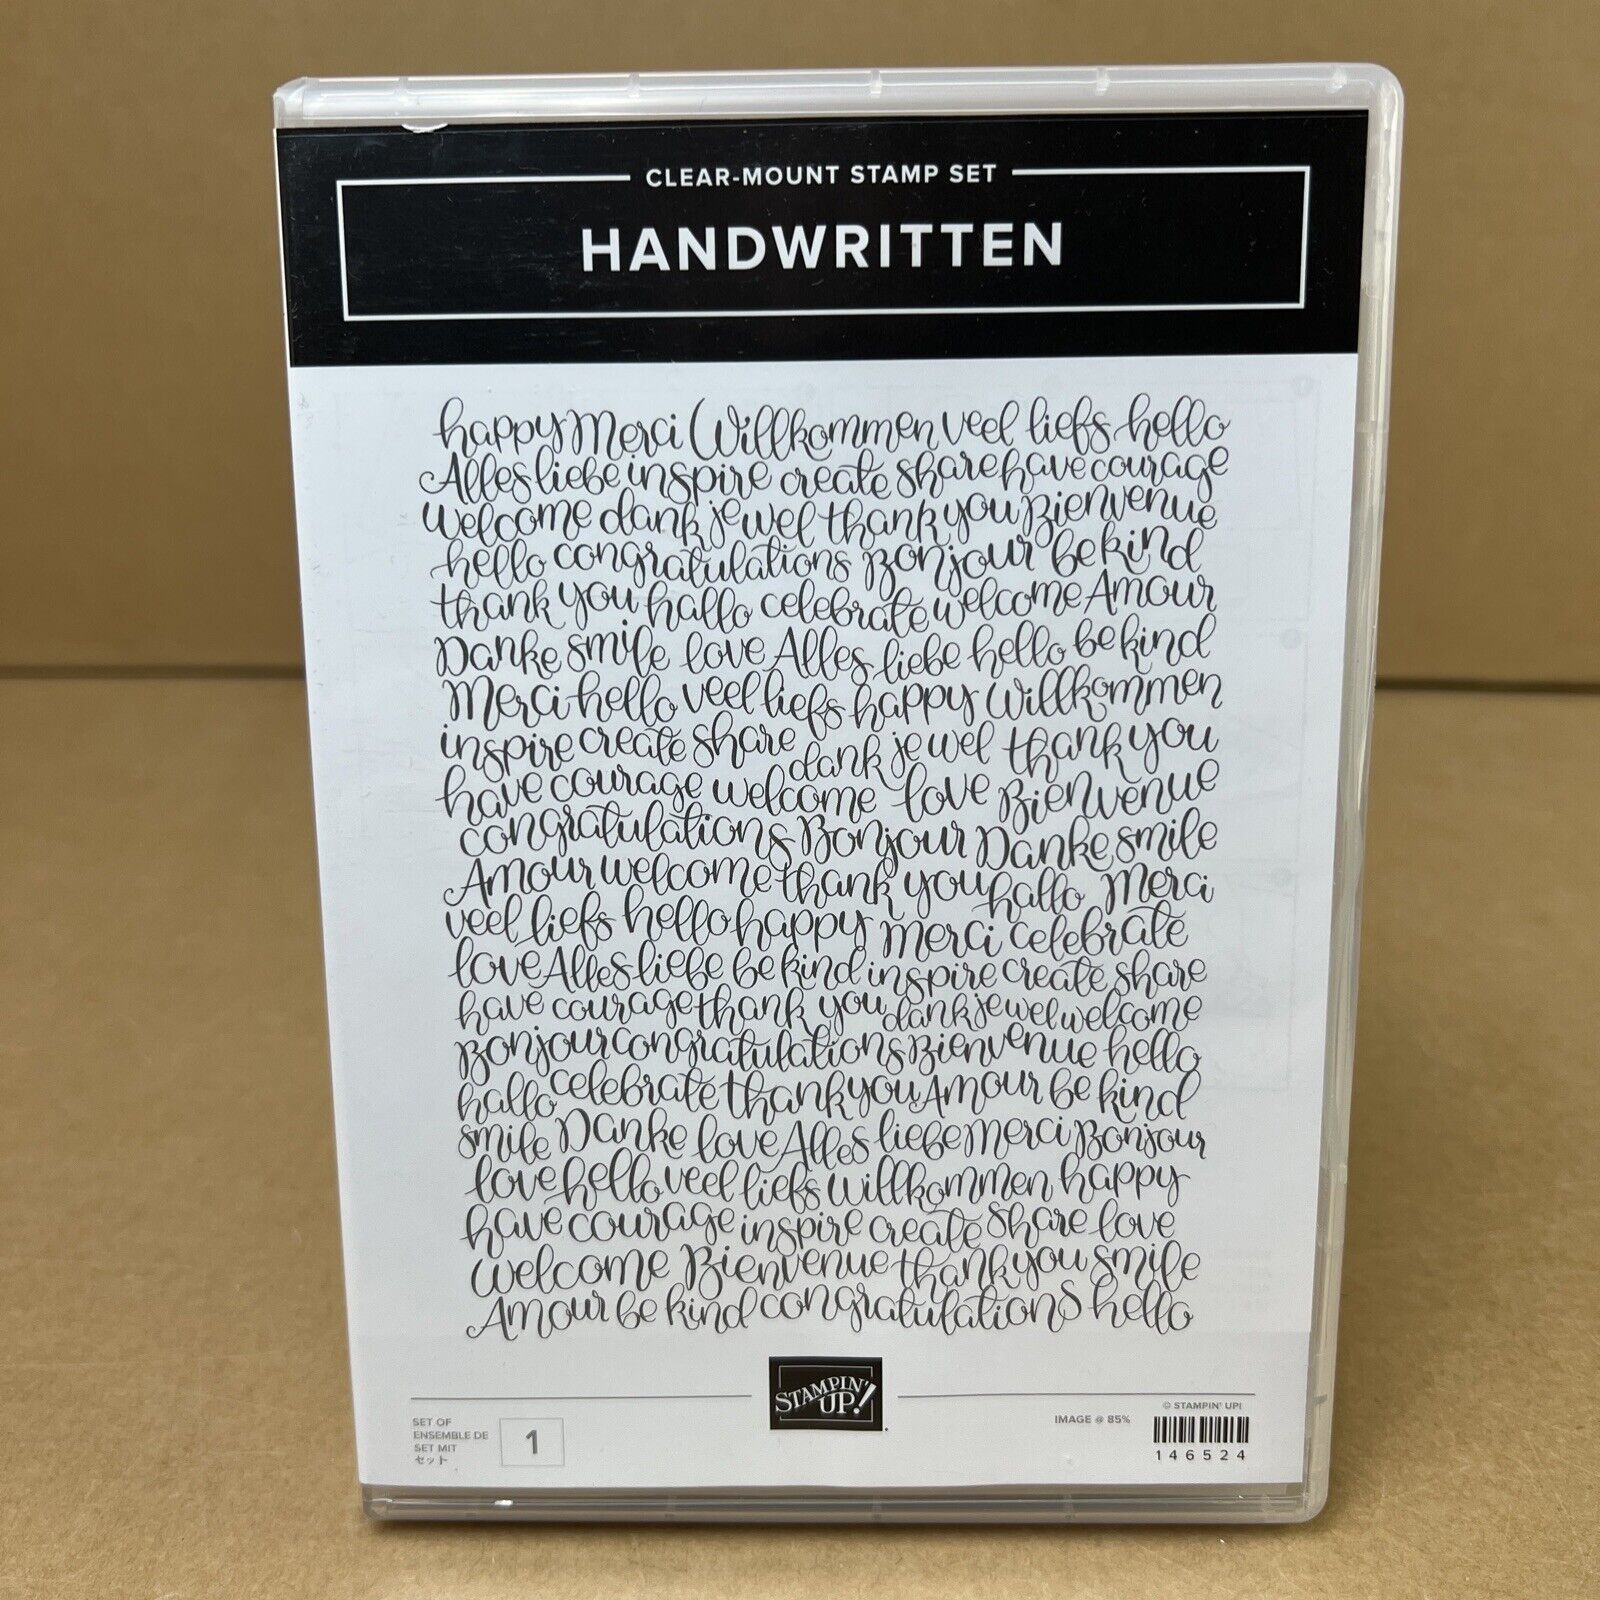 CLEAR-MOUNT STAMP SET
HANDWRITTEN
happy Merci Willkommen veel liefs hello
Alles liebe inspire create share have courage
welcome dank je wel thank you Bienvenue
hello congratulations Bonjour be kind
thank you hallo celebrate welcome Amour
Danke smile love Alles liebe hello be kind
Merci hello veel liefs happy Willkommen
inspire create share dank je wel thank you
have courage welcome love Bienvenue
congratulations Bonjour Danke smile
Amour welcome thank you hallo Merci
veel liefs hello happy Merci celebrate
love Alles liebe be kind inspire create share
have courage thank you dank je wel welcome
Bonjour congratulations Bienvenue hello
hallo celebrate thank you Amour be kind
smile Danke love Alles liebe Merci Bonjour
love hello veel liefs Willkommen happy
have courage inspire create share love
welcome Bienvenue thank you smile
Amour be kind congratulations hello
STAMPIN' UP!
SET OF
ENSEMBLE DE
SET MIT
セット
1
IMAGE @ 85%
© STAMPIN' UP!
146524